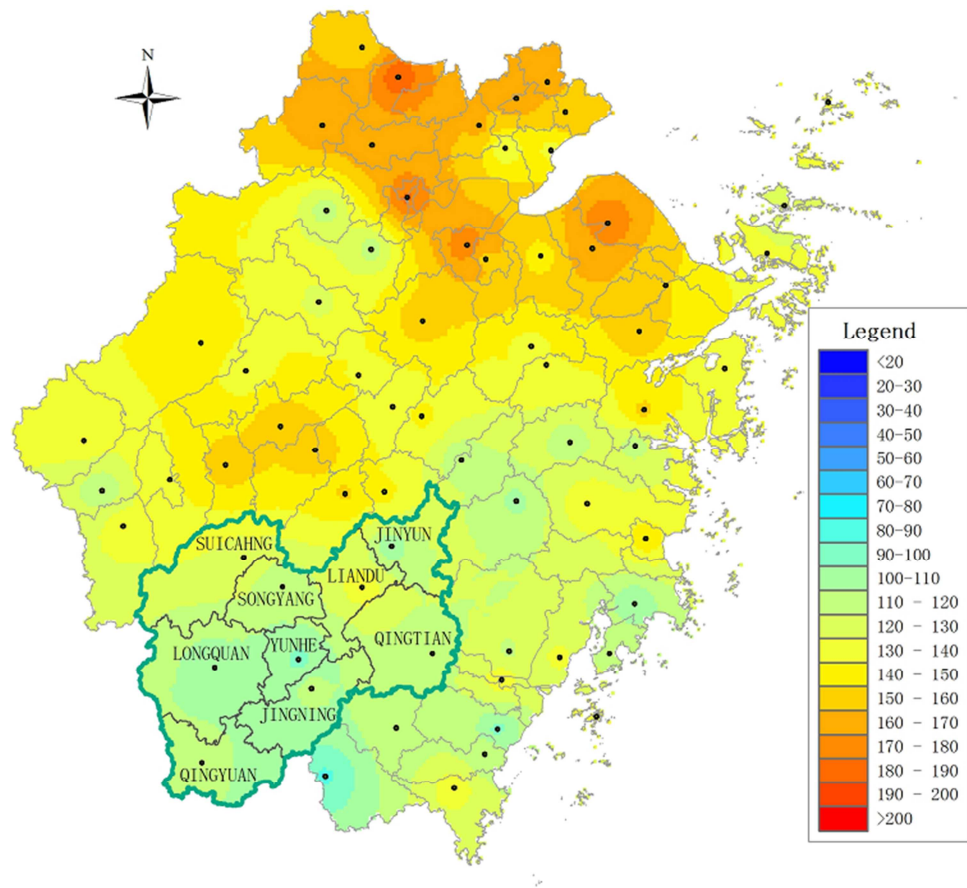 N
Legend
<20
20-30
30-40
40-50
50-60
60-70
70-80
80-90
90-100
100-110
110 - 120
120 - 130
130 - 140
140 - 150
150 - 160
160 - 170
170 - 180
180 - 190
190 - 200
>200
SUICAHNG
JINYUN
LIANDU
SONGYANG
QINGTIAN
LONGQUAN
YUNHE
JINGNING
QINGYUAN